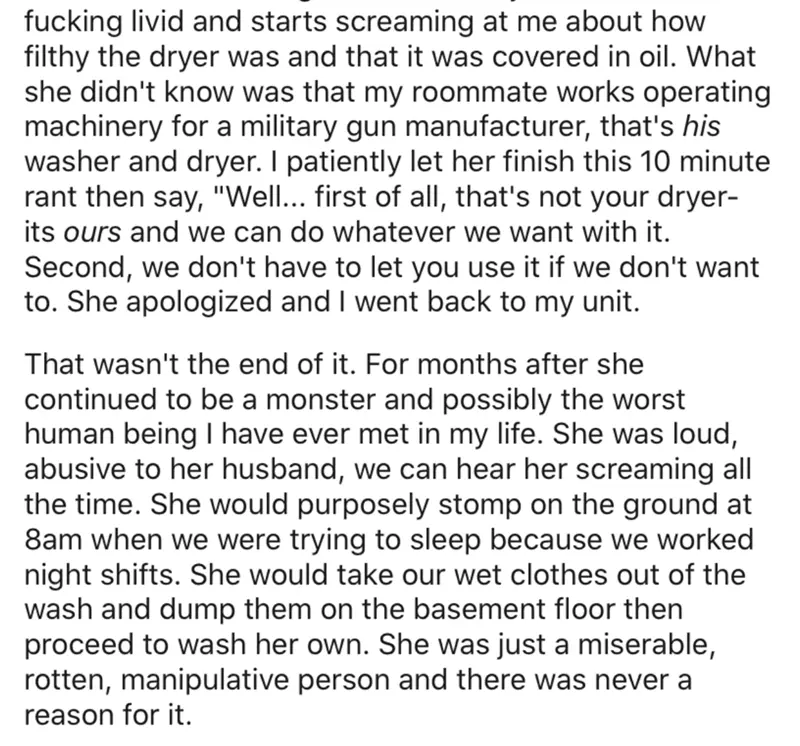 fucking livid and starts screaming at me about how
filthy the dryer was and that it was covered in oil. What
she didn't know was that my roommate works operating
machinery for a military gun manufacturer, that's his
washer and dryer. I patiently let her finish this 10 minute
rant then say, "Well... first of all, that's not your dryer-
its ours and we can do whatever we want with it.
Second, we don't have to let you use it if we don't want
to. She apologized and I went back to my unit.
That wasn't the end of it. For months after she
continued to be a monster and possibly the worst
human being I have ever met in my life. She was loud,
abusive to her husband, we can hear her screaming all
the time. She would purposely stomp on the ground at
8am when we were trying to sleep because we worked
night shifts. She would take our wet clothes out of the
wash and dump them on the basement floor then
proceed to wash her own. She was just a miserable,
rotten, manipulative person and there was never a
reason for it.